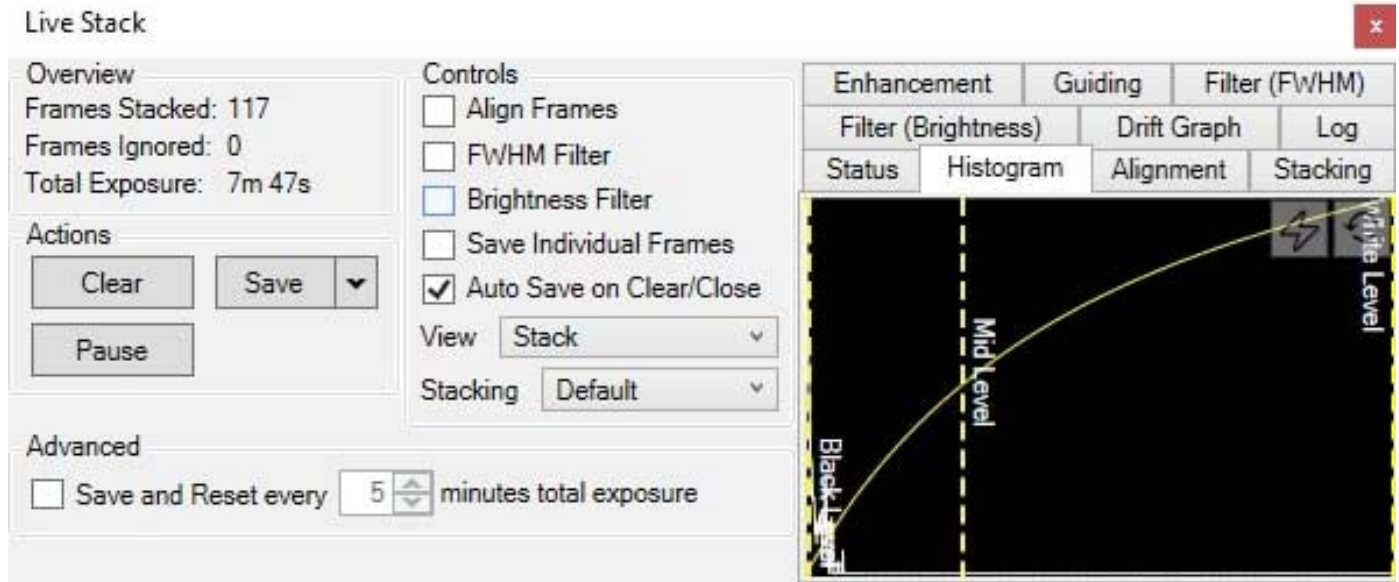 Live Stack
Overview
Frames Stacked: 117
Frames Ignored: 0
Total Exposure: 7m 47s
Actions
Clear
Save
Pause
Controls
Align Frames
FWHM Filter
Brightness Filter
Save Individual Frames
Auto Save on Clear/Close
View Stack
Stacking Default
Advanced
Save and Reset every 5 minutes total exposure
Enhancement Guiding Filter (FWHM)
Filter (Brightness) Drift Graph Log
Status Histogram Alignment Stacking
Black Level
Mid Level
White Level